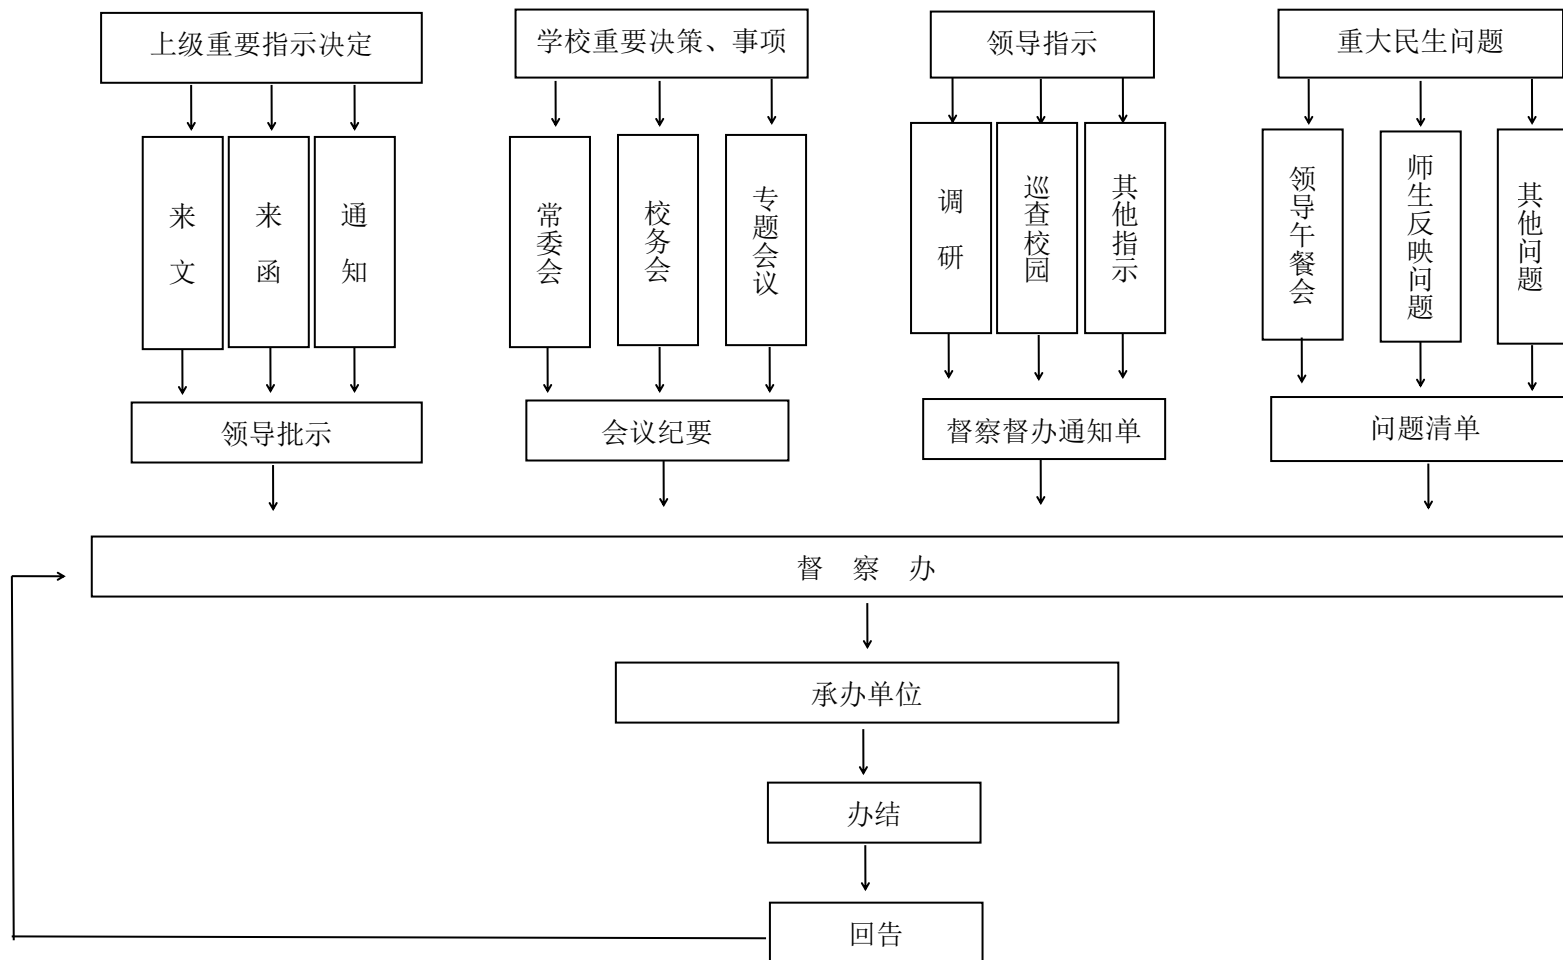 上级重要指示决定
学校重要决策、事项
领导指示
重大民生问题
来文
来函
通知
常委会
校务会
专题会议
调研
巡查校园
其他指示
领导午餐会
师生反映问题
其他问题
领导批示
会议纪要
督察督办通知单
问题清单
督 察 办
承办单位
办结
回告